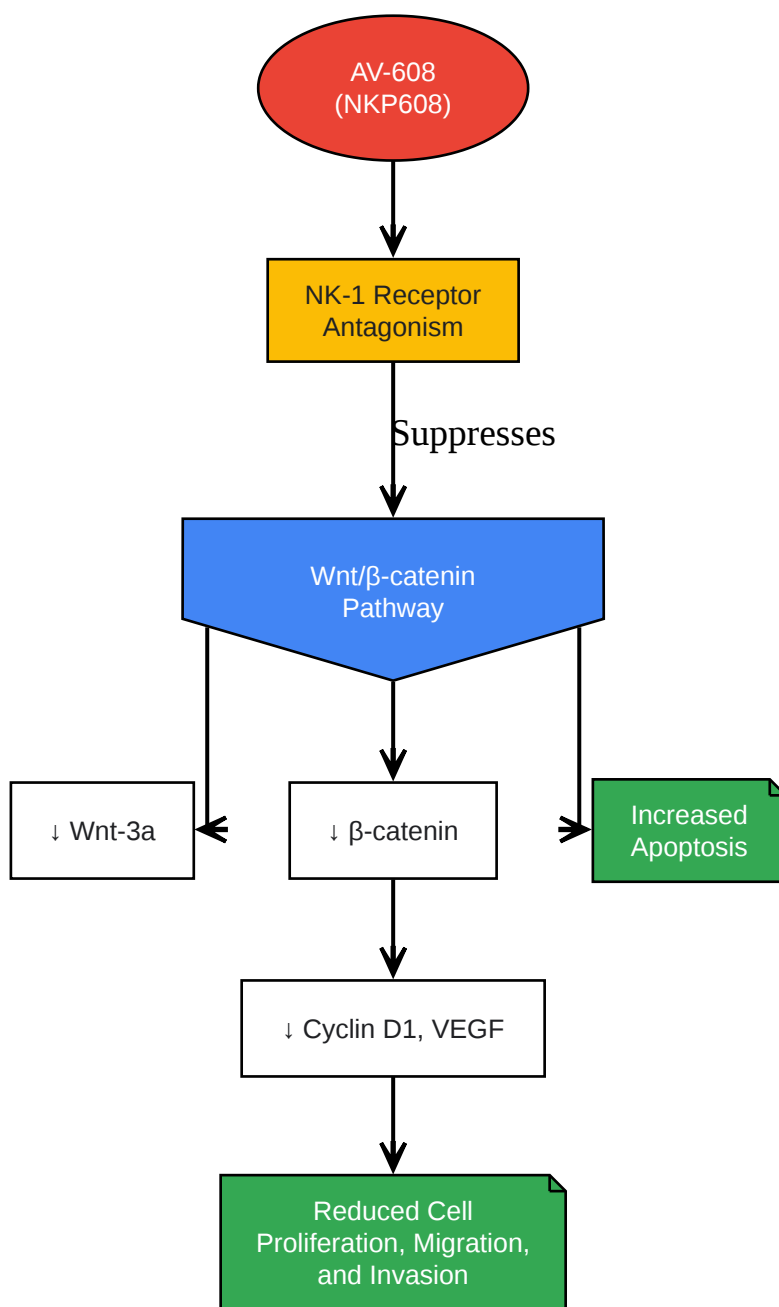 AV-608
(NKP608)
NK-1 Receptor
Antagonism
Suppresses
Wnt/β-catenin
Pathway
↓ Wnt-3a
↓ β-catenin
Increased
Apoptosis
↓ Cyclin D1, VEGF
Reduced Cell
Proliferation, Migration,
and Invasion